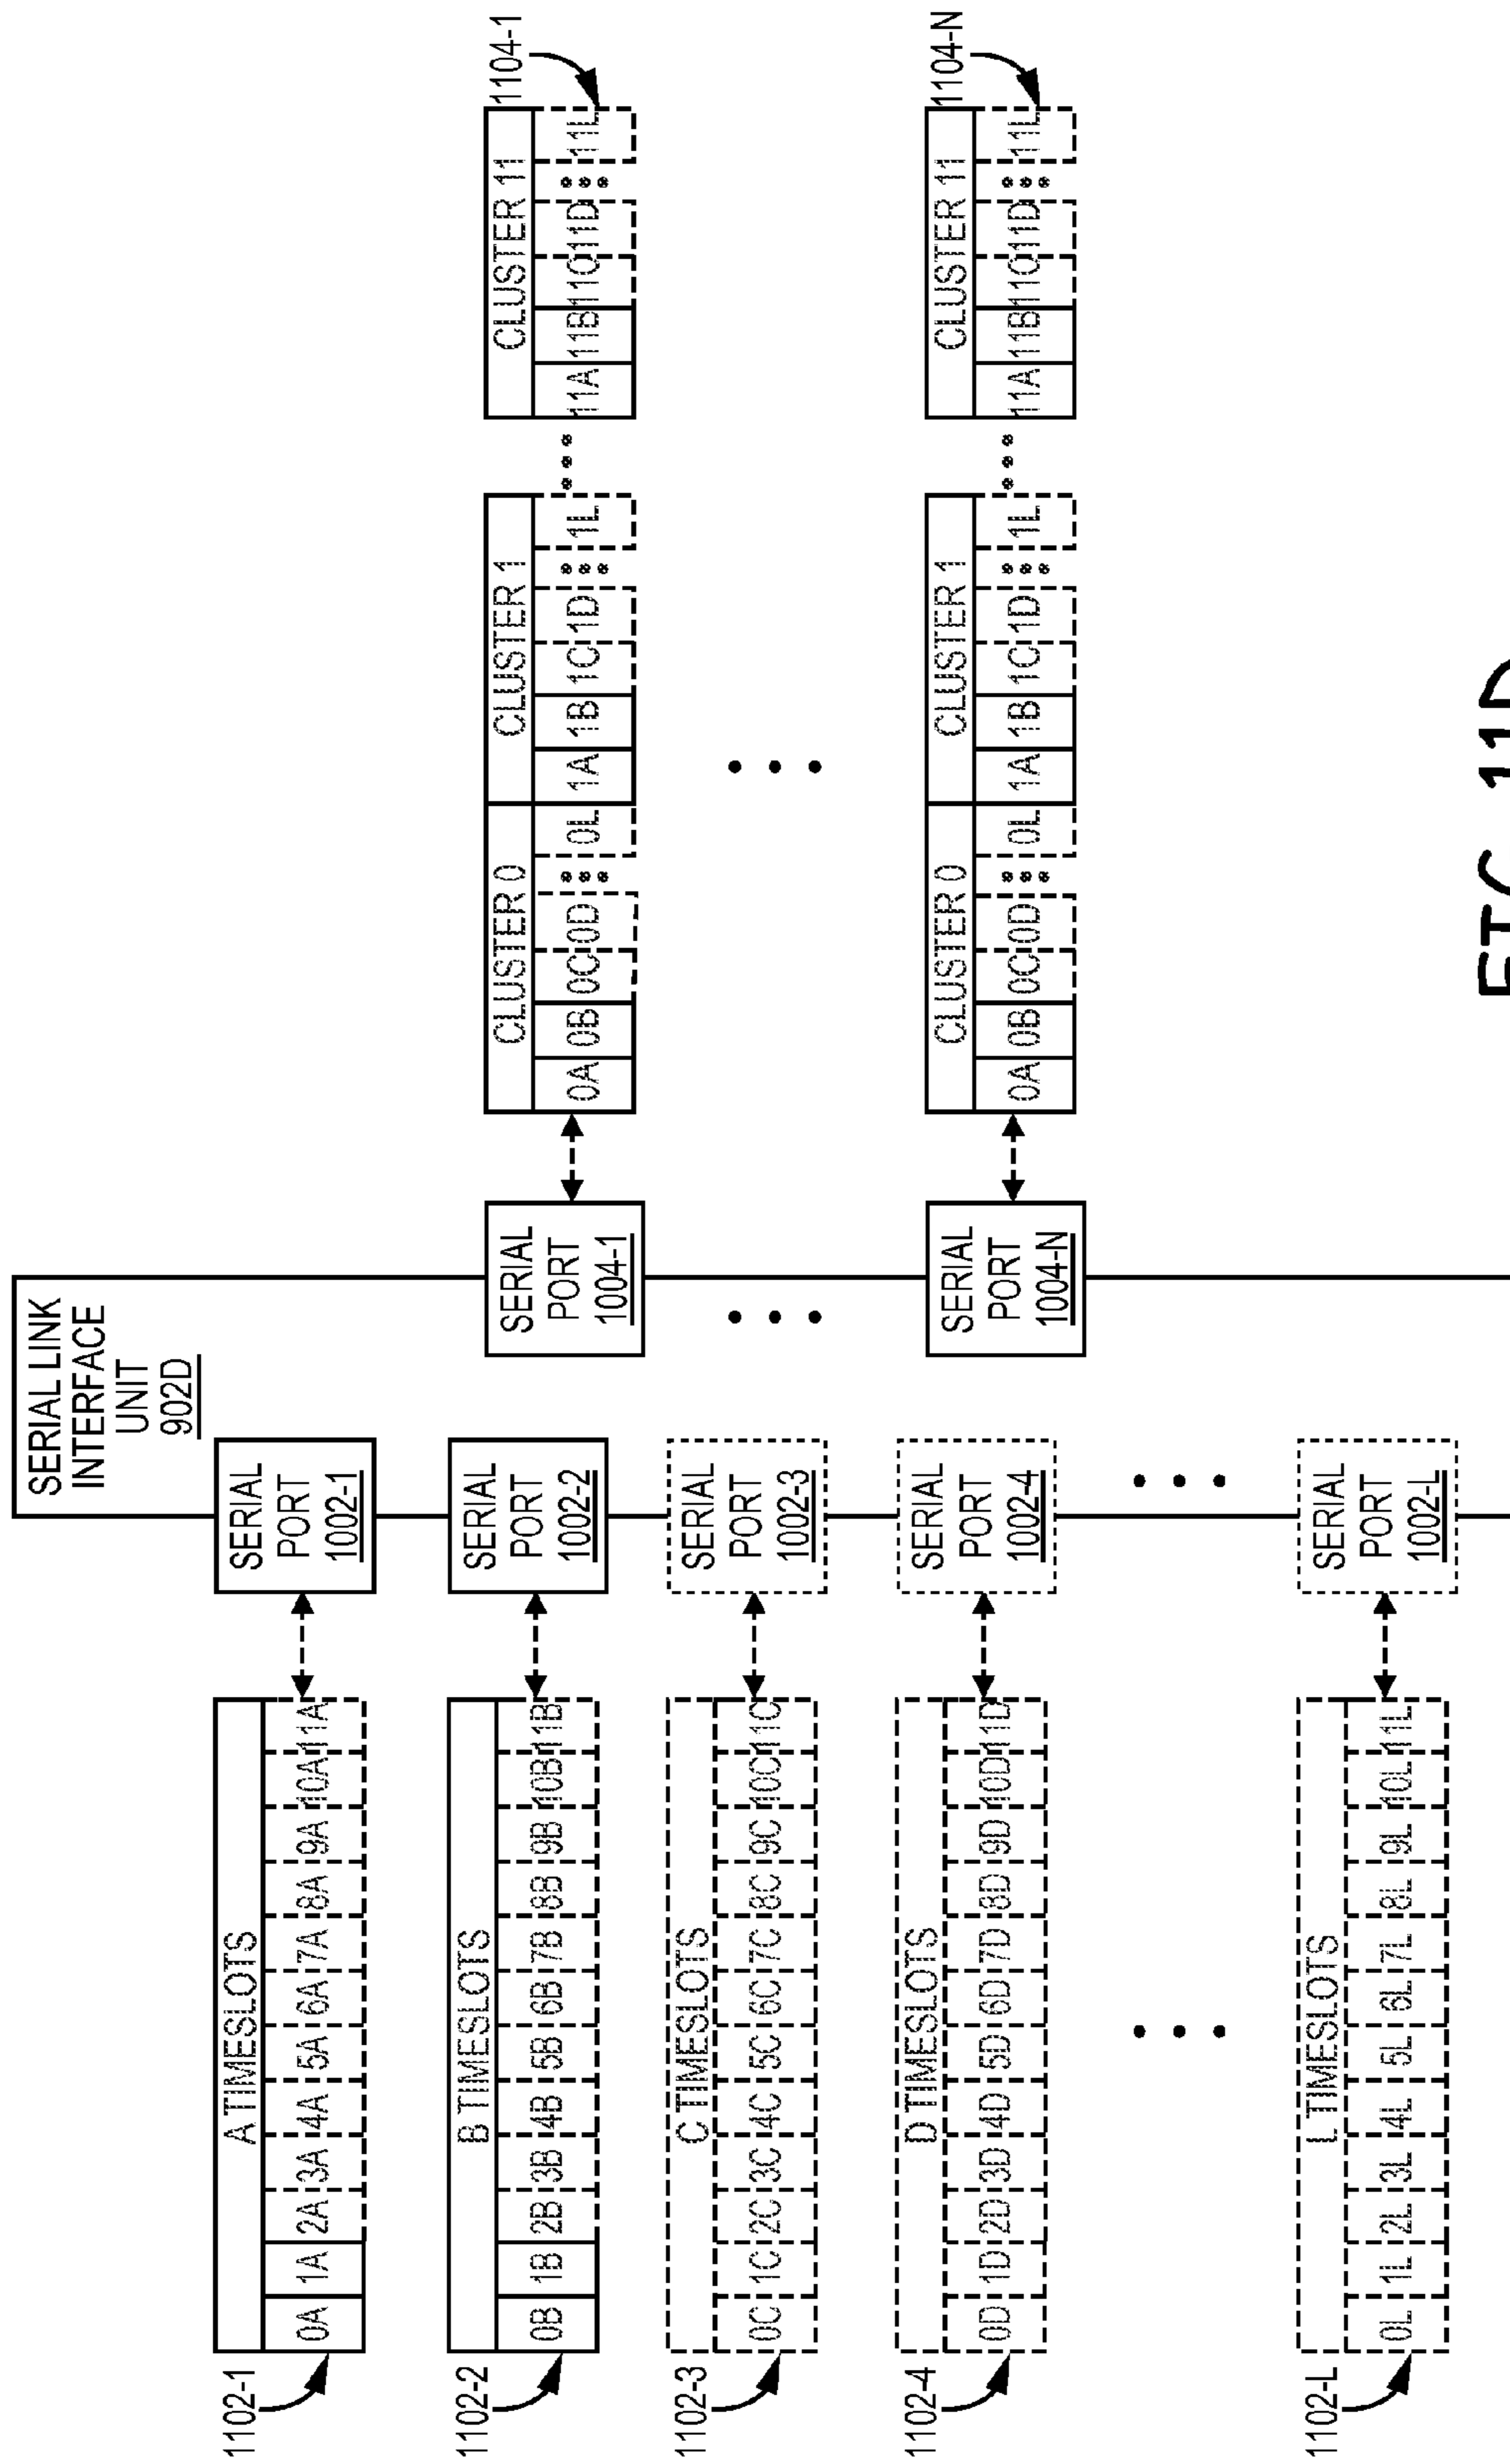 SERIAL LINK
INTERFACE
UNIT
902D
1102-1
A TIMESLOTS
0A 1A 2A 3A 4A 5A 6A 7A 8A 9A 10A 11A
SERIAL
PORT
1002-1
1102-2
B TIMESLOTS
0B 1B 2B 3B 4B 5B 6B 7B 8B 9B 10B 11B
SERIAL
PORT
1002-2
1102-3
C TIMESLOTS
0C 1C 2C 3C 4C 5C 6C 7C 8C 9C 10C 11C
SERIAL
PORT
1002-3
1102-4
D TIMESLOTS
0D 1D 2D 3D 4D 5D 6D 7D 8D 9D 10D 11D
SERIAL
PORT
1002-4
1102-L
L TIMESLOTS
0L 1L 2L 3L 4L 5L 6L 7L 8L 9L 10L 11L
SERIAL
PORT
1002-L
SERIAL
PORT
1004-1
CLUSTER 0 CLUSTER 1 CLUSTER 11
0A 0B 0C 0D 0L 1A 1B 1C 1D 1L 11A 11B 11C 11D 11L
1104-1
SERIAL
PORT
1004-N
CLUSTER 0 CLUSTER 1 CLUSTER 11
0A 0B 0C 0D 0L 1A 1B 1C 1D 1L 11A 11B 11C 11D 11L
1104-N